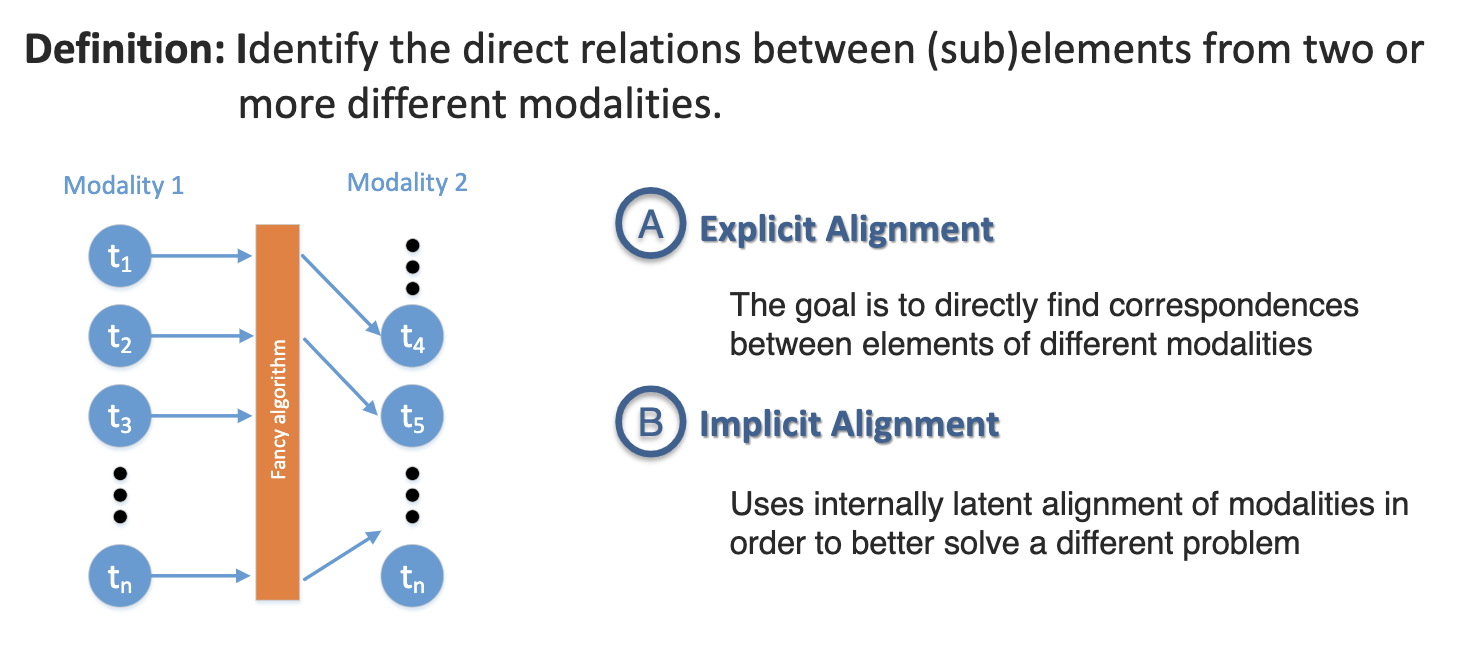 Definition: Identify the direct relations between (sub)elements from two or
more different modalities.
Modality 1
Modality 2
t1
t2
t3
tn
Fancy algorithm
t4
t5
tn
A Explicit Alignment
The goal is to directly find correspondences
between elements of different modalities
B Implicit Alignment
Uses internally latent alignment of modalities in
order to better solve a different problem